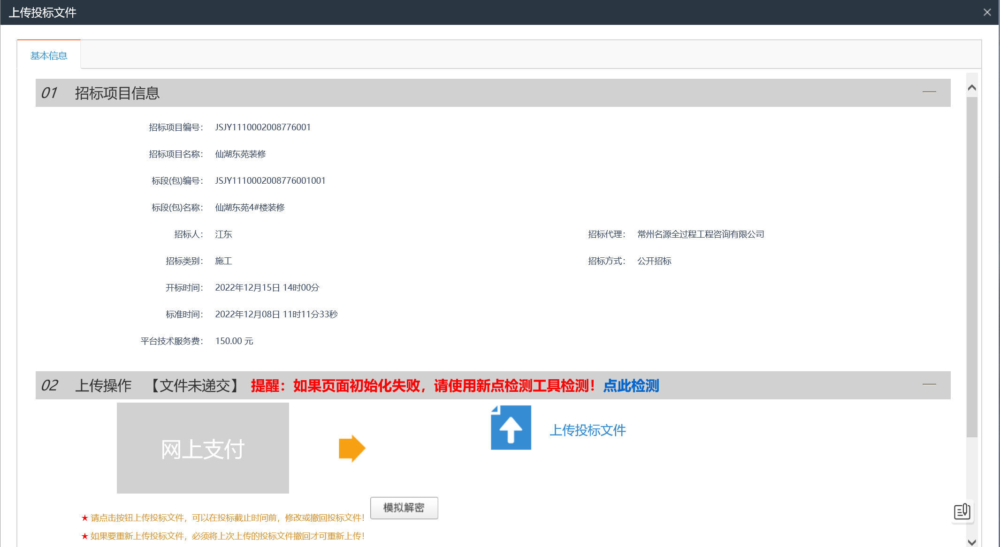 上传投标文件
基本信息
01 招标项目信息
招标项目编号： JSJY1110002008776001
招标项目名称： 仙湖东苑装修
标段(包)编号： JSJY1110002008776001001
标段(包)名称： 仙湖东苑4#楼装修
招标人： 江东 招标代理： 常州名源全过程工程咨询有限公司
招标类别： 施工 招标方式： 公开招标
开标时间： 2022年12月15日 14时00分
标准时间： 2022年12月08日 11时11分33秒
平台技术服务费： 150.00 元
02 上传操作 【文件未递交】 提醒：如果页面初始化失败，请使用新点检测工具检测！点此检测
网上支付
上传投标文件
模拟解密
★ 请点击按钮上传投标文件，可以在投标截止时间前，修改或撤回投标文件！
★ 如果要重新上传投标文件，必须将上次上传的投标文件撤回才可重新上传！